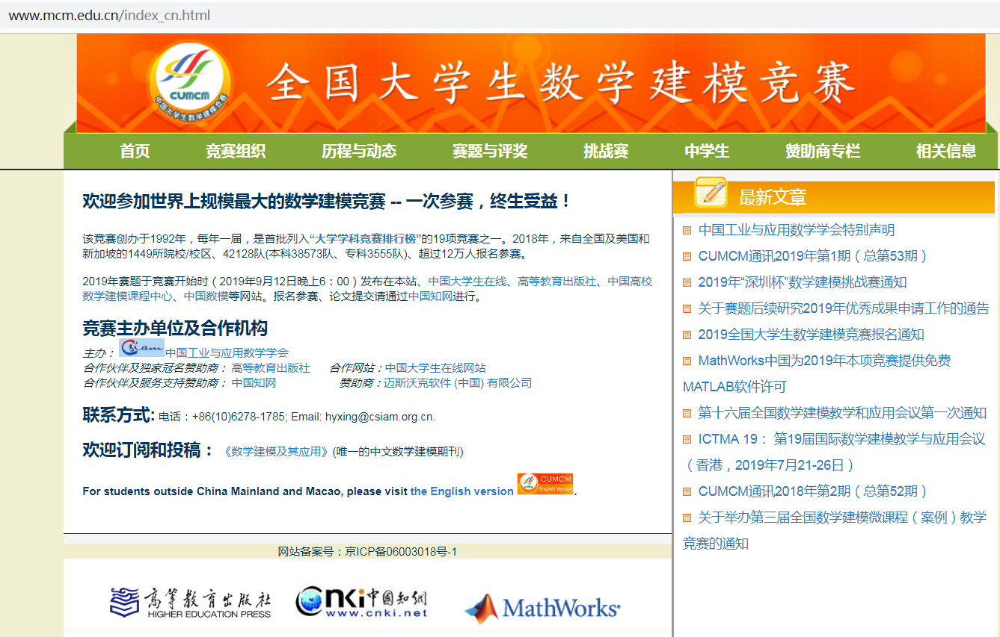 www.mcm.edu.cn/index_cn.html
CUMCM
中国大学生数学建模竞赛
全国大学生数学建模竞赛
首页 竞赛组织 历程与动态 赛题与评奖 挑战赛 中学生 赞助商专栏 相关信息
欢迎参加世界上规模最大的数学建模竞赛 -- 一次参赛，终生受益！
该竞赛创办于1992年，每年一届，是首批列入“大学学科竞赛排行榜”的19项竞赛之一。2018年，来自全国及美国和
新加坡的1449所院校/校区、42128队(本科38573队、专科3555队)、超过12万人报名参赛。
2019年赛题于竞赛开始时（2019年9月12日晚上6：00）发布在本站、中国大学生在线、高等教育出版社、中国高校
数学建模课程中心、中国数模等网站。报名参赛、论文提交请通过中国知网进行。
竞赛主办单位及合作机构
主办： Csiam 中国工业与应用数学学会
合作伙伴及独家冠名赞助商： 高等教育出版社 合作网站：中国大学生在线网站
合作伙伴及服务支持赞助商： 中国知网 赞助商：迈斯沃克软件 (中国) 有限公司
联系方式: 电话：+86(10)6278-1785; Email: hyxing@csiam.org.cn.
欢迎订阅和投稿： 《数学建模及其应用》(唯一的中文数学建模期刊)
For students outside China Mainland and Macao, please visit the English version CUMCM English Version .
网站备案号：京ICP备06003018号-1
高等教育出版社
HIGHER EDUCATION PRESS
cnki中国知网
www.cnki.net
MathWorks
最新文章
中国工业与应用数学学会特别声明
CUMCM通讯2019年第1期（总第53期）
2019年“深圳杯”数学建模挑战赛通知
关于赛题后续研究2019年优秀成果申请工作的通告
2019全国大学生数学建模竞赛报名通知
MathWorks中国为2019年本项竞赛提供免费
MATLAB软件许可
第十六届全国数学建模教学和应用会议第一次通知
ICTMA 19： 第19届国际数学建模教学与应用会议
（香港，2019年7月21-26日）
CUMCM通讯2018年第2期（总第52期）
关于举办第三届全国数学建模微课程（案例）教学
竞赛的通知